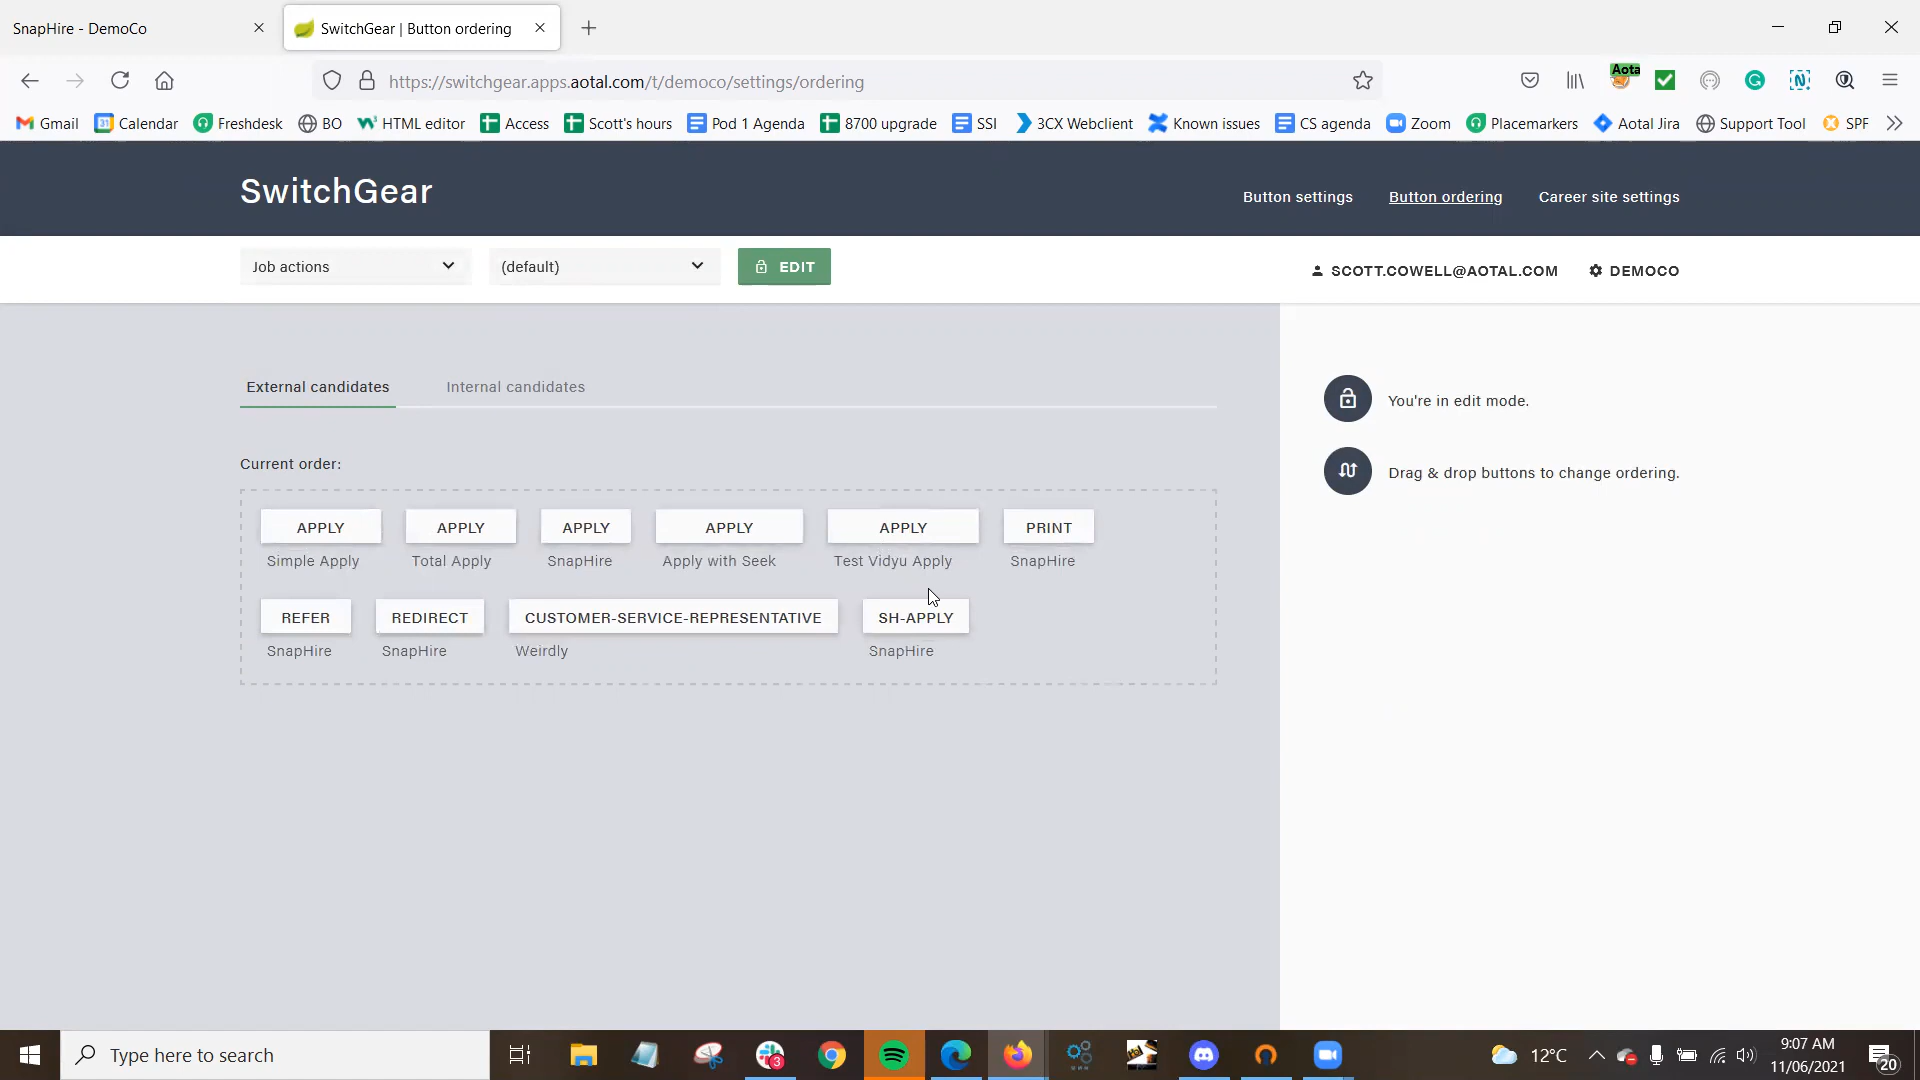 SnapHire - DemoCo
SwitchGear | Button ordering
https://switchgear.apps.aotal.com/t/democo/settings/ordering
Aota
Gmail
Calendar
Freshdesk
BO
HTML editor
Access
Scott's hours
Pod 1 Agenda
8700 upgrade
SSI
3CX Webclient
Known issues
CS agenda
Zoom
Placemarkers
Aotal Jira
Support Tool
SPF
SwitchGear
Button settings
Button ordering
Career site settings
Job actions
(default)
EDIT
SCOTT.COWELL@AOTAL.COM
DEMOCO
External candidates
Internal candidates
You're in edit mode.
Current order:
Drag & drop buttons to change ordering.
APPLY
APPLY
APPLY
APPLY
APPLY
PRINT
Simple Apply
Total Apply
SnapHire
Apply with Seek
Test Vidyu Apply
SnapHire
REFER
REDIRECT
CUSTOMER-SERVICE-REPRESENTATIVE
SH-APPLY
SnapHire
SnapHire
Weirdly
SnapHire
Type here to search
3
12°C
9:07 AM
11/06/2021
20